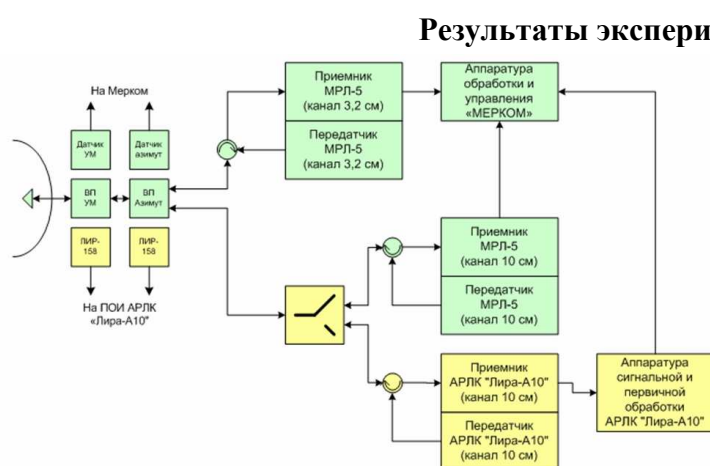 Результаты экспери
На Мерком
Датчик
УМ
Датчик
азимут
ВП
УМ
ВП
Азимут
ЛИР-
158
ЛИР-
158
На ПОИ АРЛК
«Лира-А10"
Приемник
МРЛ-5
(канал 3,2 см)
Передатчик
МРЛ-5
(канал 3,2 см)
Аппаратура
обработки и
управления
«МЕРКОМ»
Приемник
МРЛ-5
(канал 10 см)
Передатчик
МРЛ-5
(канал 10 см)
Приемник
АРЛК "Лира-А10"
(канал 10 см)
Передатчик
АРЛК "Лира-А10"
(канал 10 см)
Аппаратура
сигнальной и
первичной
обработки
АРЛК "Лира-А10"